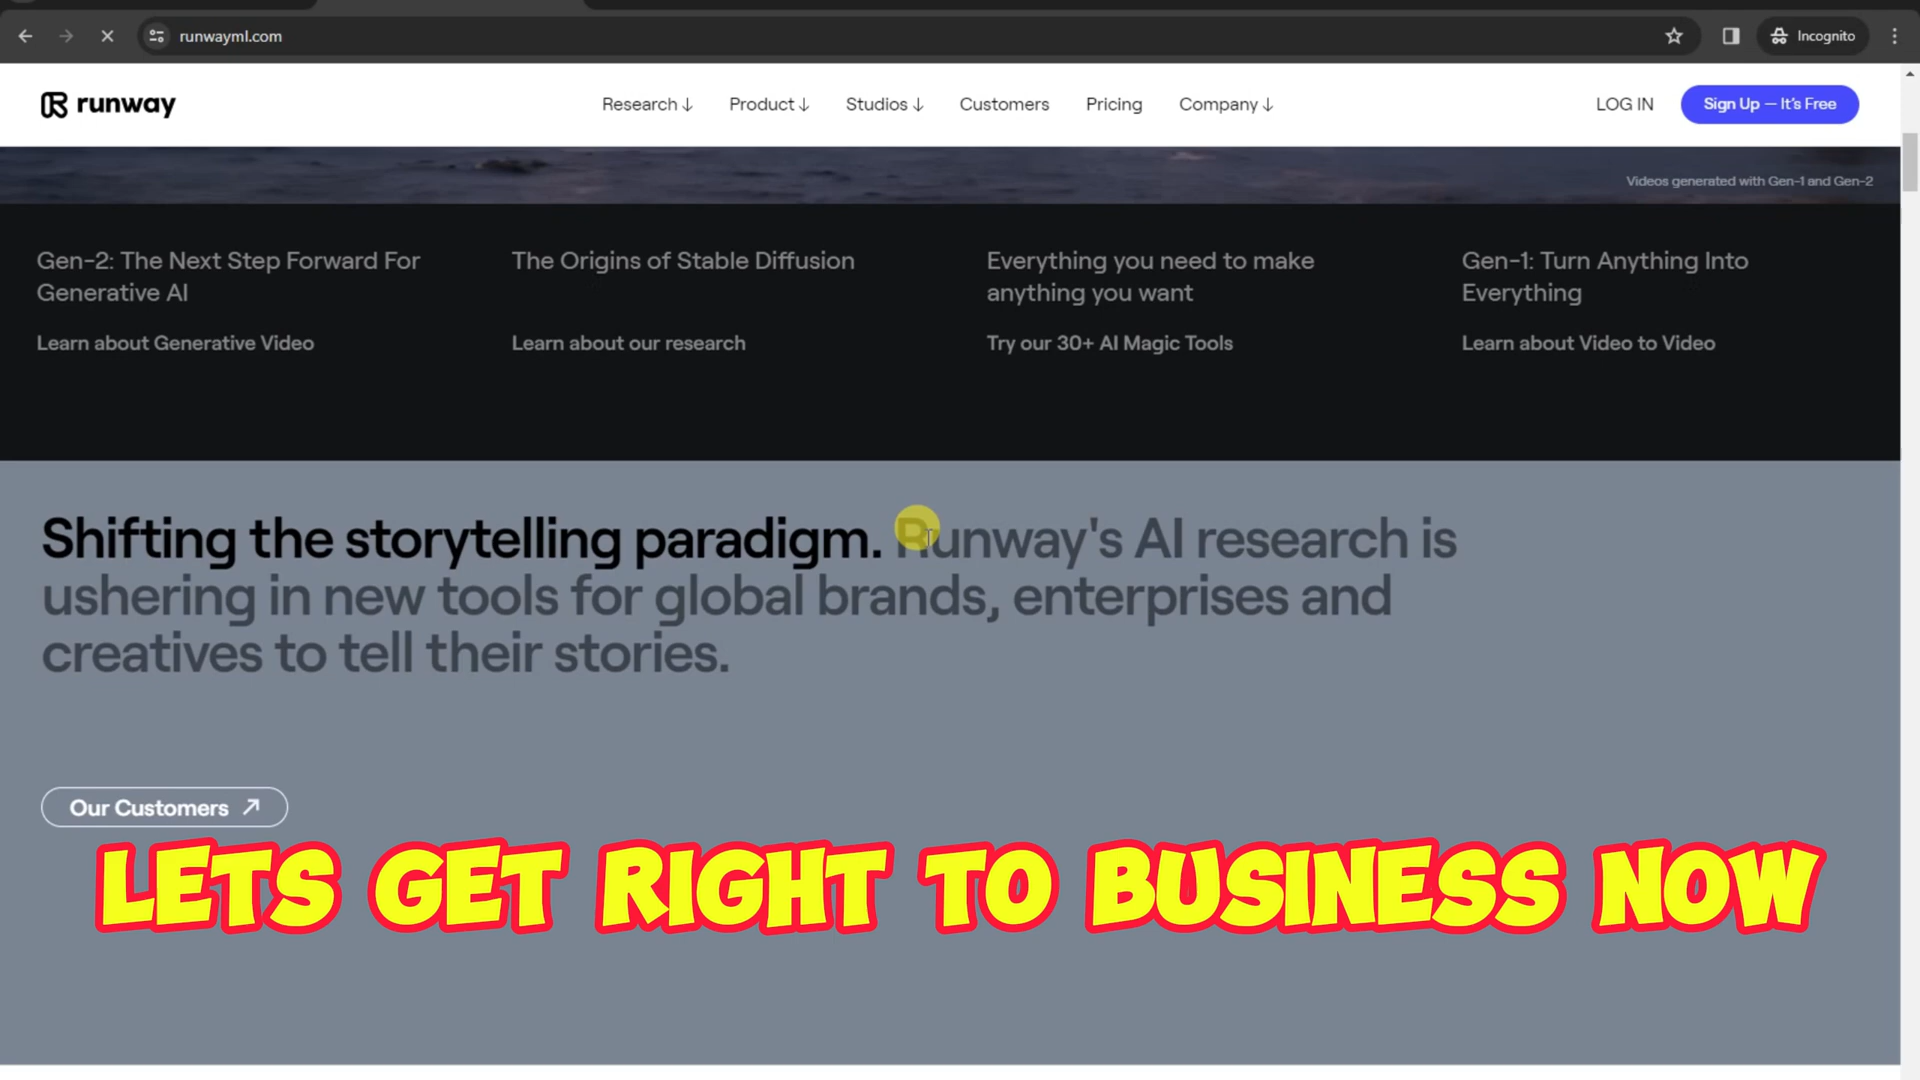 runwayml.com
Incognito
runway
Research ↓
Product ↓
Studios ↓
Customers
Pricing
Company ↓
LOG IN
Sign Up — It's Free
Videos generated with Gen-1 and Gen-2
Gen-2: The Next Step Forward For
Generative AI
Learn about Generative Video
The Origins of Stable Diffusion
Learn about our research
Everything you need to make
anything you want
Try our 30+ AI Magic Tools
Gen-1: Turn Anything Into
Everything
Learn about Video to Video
Shifting the storytelling paradigm. Runway's AI research is
ushering in new tools for global brands, enterprises and
creatives to tell their stories.
Our Customers ↗
LETS GET RIGHT TO BUSINESS NOW